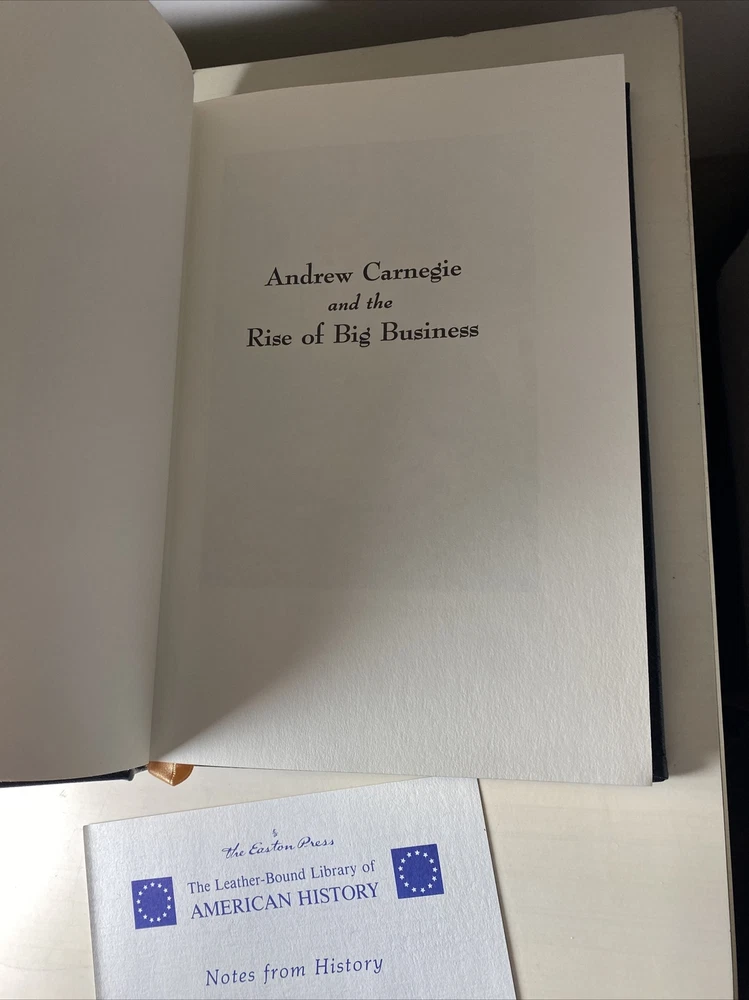 Andrew Carnegie
and the
Rise of Big Business
The Easton Press
The Leather-Bound Library of
AMERICAN HISTORY
Notes from History